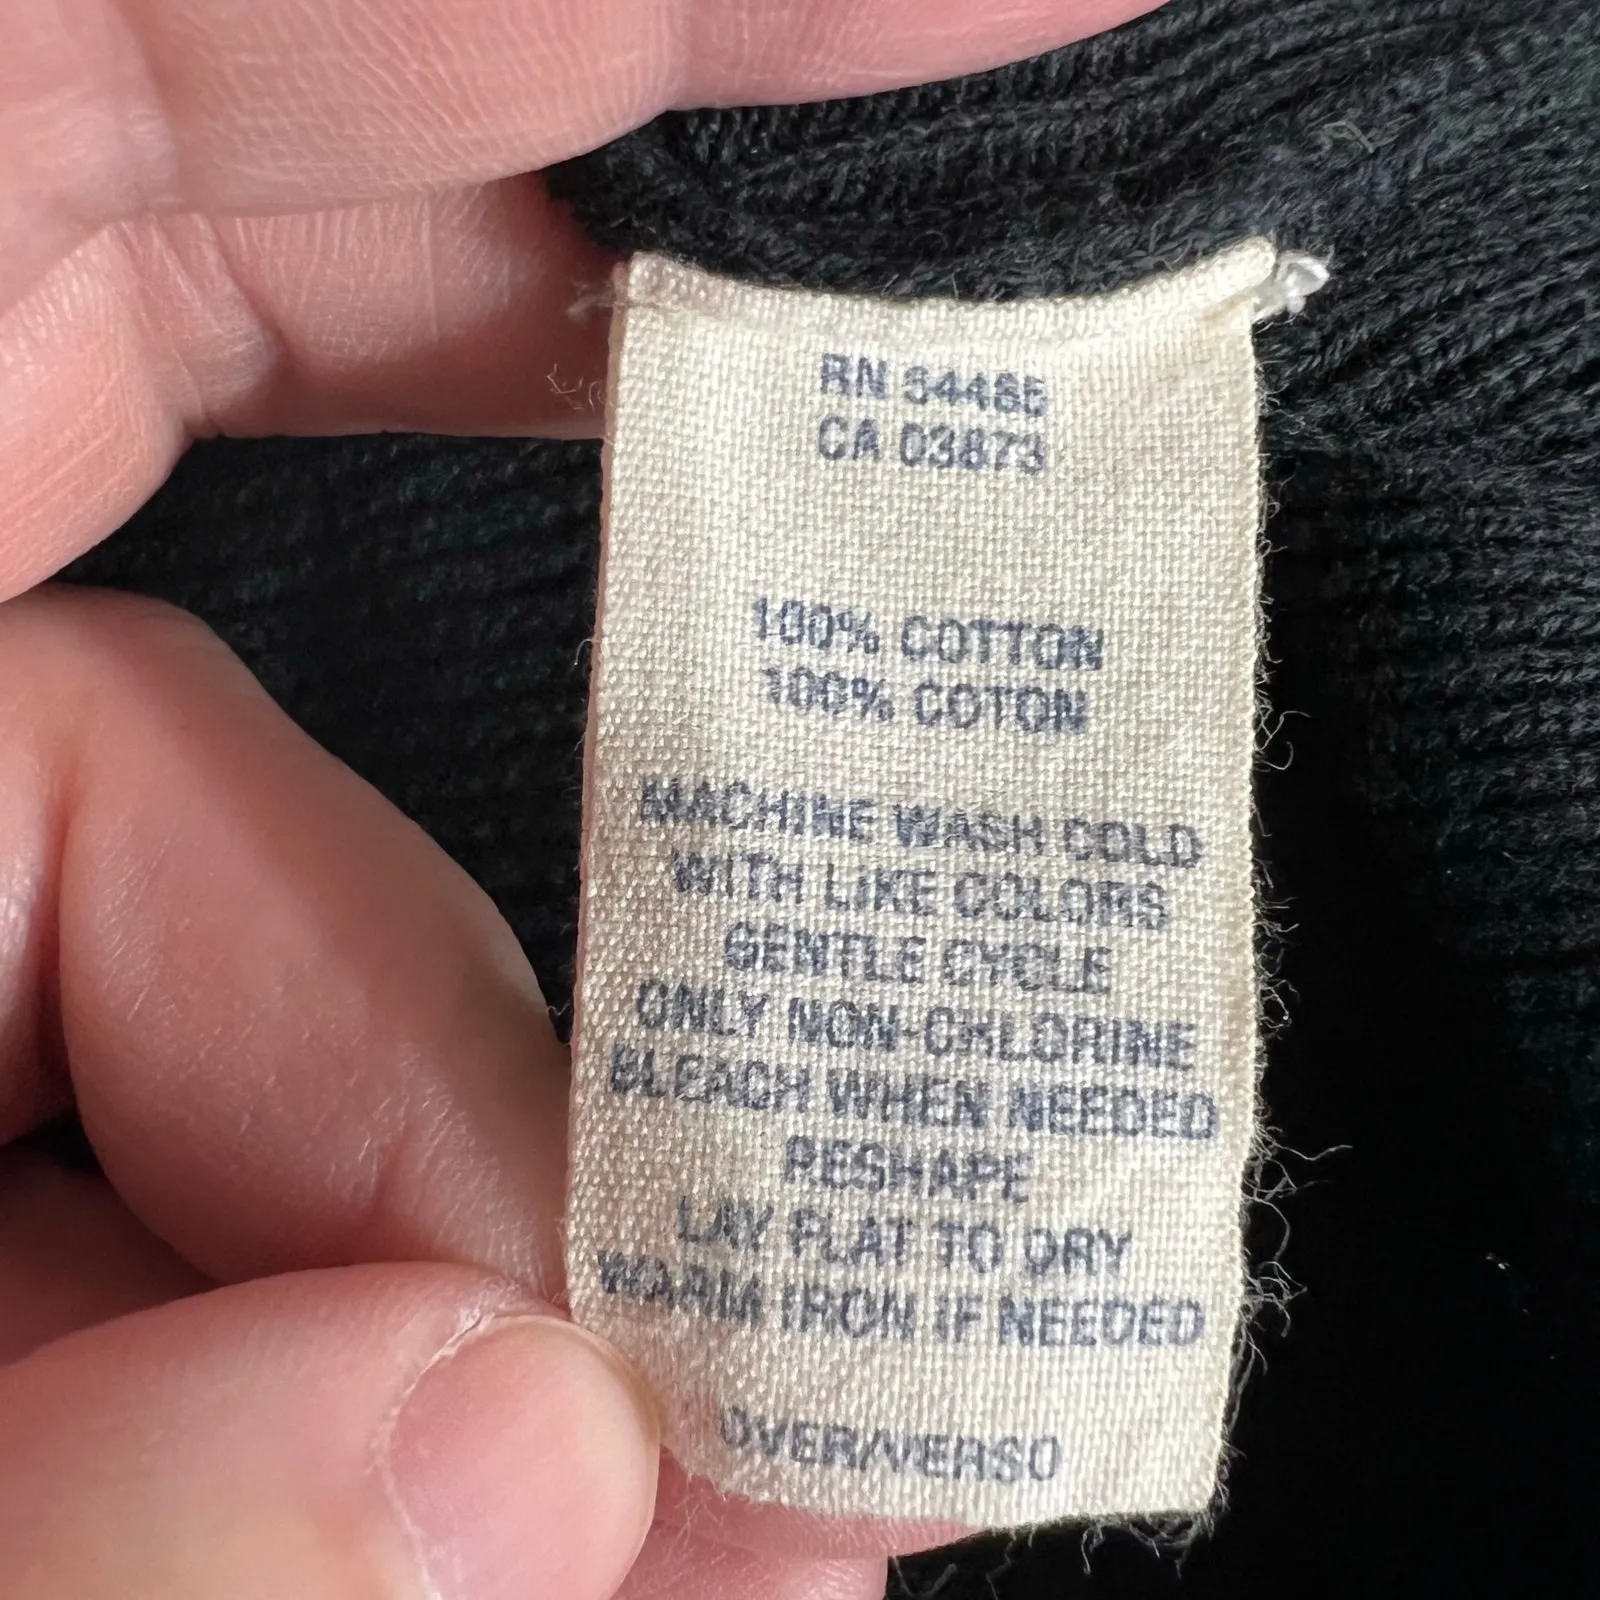 RN 54485
CA 03873
100% COTTON
100% COTON
MACHINE WASH COLD
WITH LIKE COLORS
GENTLE CYCLE
ONLY NON-CHLORINE
BLEACH WHEN NEEDED
RESHAPE
LAY FLAT TO DRY
WARM IRON IF NEEDED
OVER/VERSO